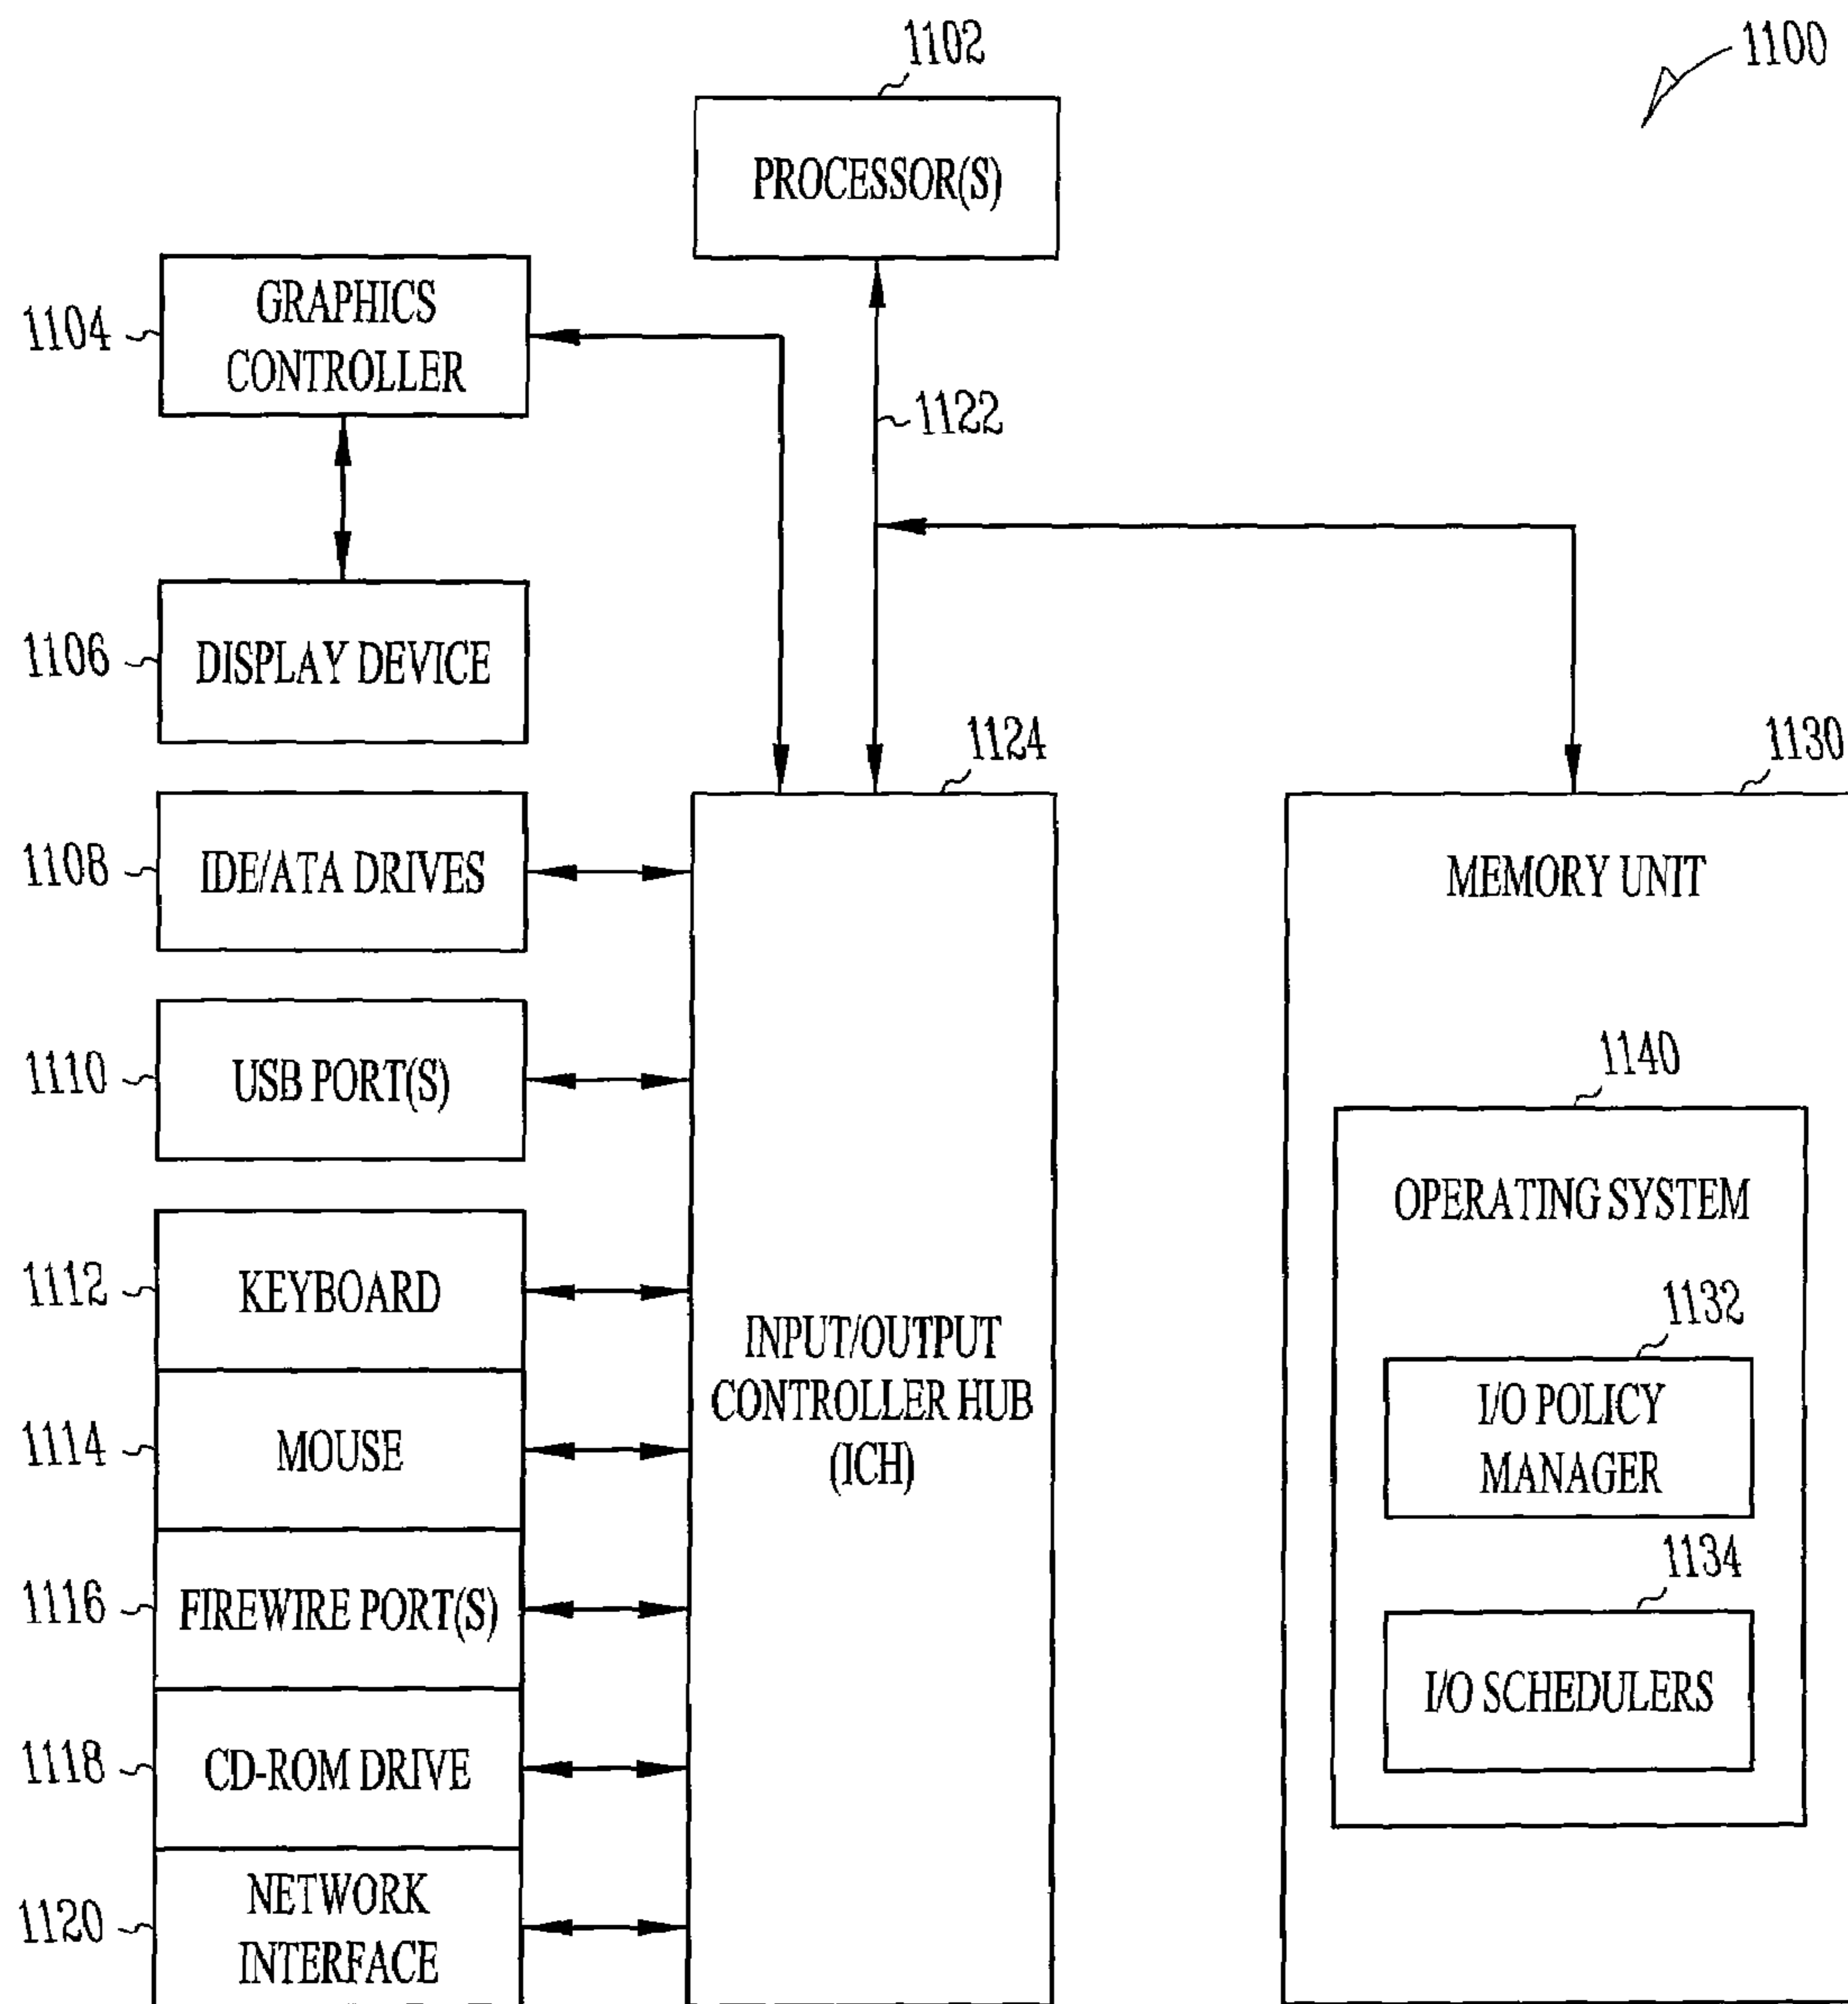 1102
1100
PROCESSOR(S)
1104
GRAPHICS
CONTROLLER
1122
1106
DISPLAY DEVICE
1124
1130
1108
IDE/ATA DRIVES
MEMORY UNIT
1110
USB PORT(S)
1140
OPERATING SYSTEM
1112
KEYBOARD
1132
INPUT/OUTPUT
CONTROLLER HUB
(ICH)
I/O POLICY
MANAGER
1114
MOUSE
1134
1116
FIREWIRE PORT(S)
I/O SCHEDULERS
1118
CD-ROM DRIVE
1120
NETWORK
INTERFACE